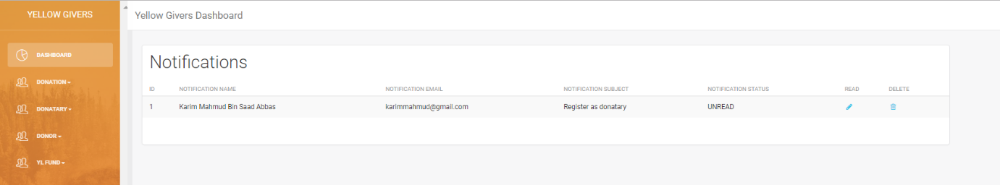 YELLOW GIVERS
Yellow Givers Dashboard
DASHBOARD
DONATION
DONATARY
DONOR
YL FUND
Notifications
ID NOTIFICATION NAME NOTIFICATION EMAIL NOTIFICATION SUBJECT NOTIFICATION STATUS READ DELETE
1 Karim Mahmud Bin Saad Abbas karimmahmud@gmail.com Register as donatary UNREAD